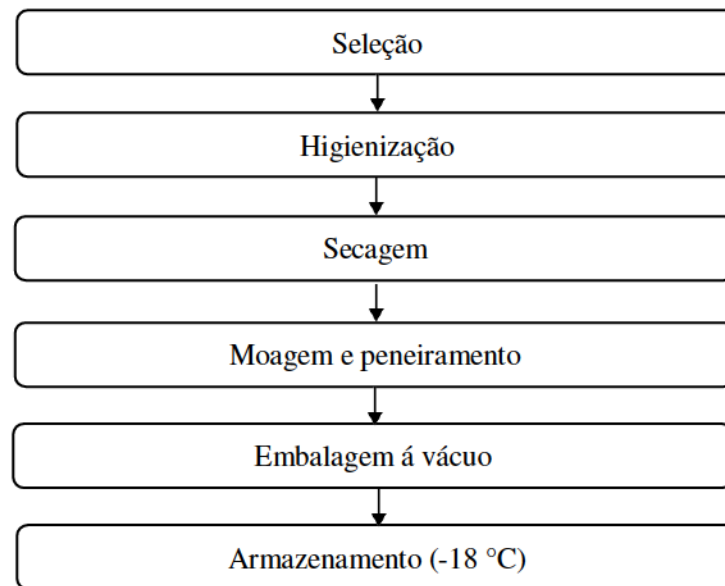 Seleção
Higienização
Secagem
Moagem e peneiramento
Embalagem á vácuo
Armazenamento (-18 °C)